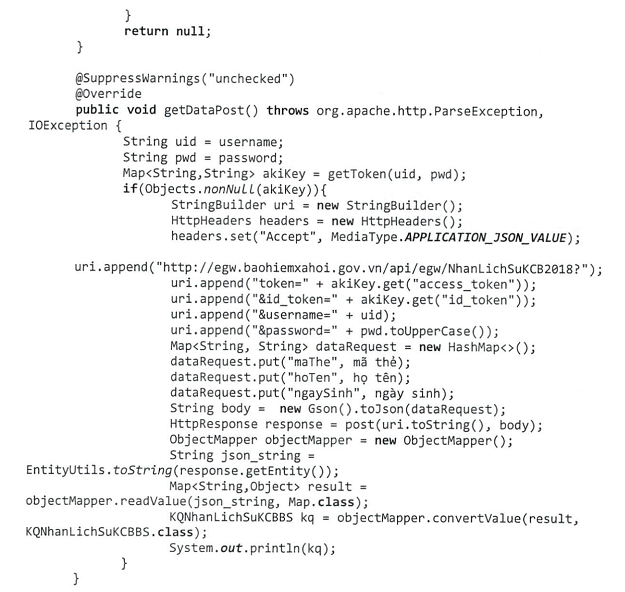 }
return null;
}
@SuppressWarnings("unchecked")
@Override
public void getDataPost() throws org.apache.http.ParseException,
IOException {
String uid = username;
String pwd = password;
Map<String,String> akiKey = getToken(uid, pwd);
if(Objects.nonNull(akiKey)){
StringBuilder uri = new StringBuilder();
HttpHeaders headers = new HttpHeaders();
headers.set("Accept", MediaType.APPLICATION_JSON_VALUE);
uri.append("http://egw.baohiemxahoi.gov.vn/api/egw/NhanLichSuKCB2018?");
uri.append("token=" + akiKey.get("access_token"));
uri.append("&id_token=" + akiKey.get("id_token"));
uri.append("&username=" + uid);
uri.append("&password=" + pwd.toUpperCase());
Map<String, String> dataRequest = new HashMap<>();
dataRequest.put("maThe", mã thẻ);
dataRequest.put("hoTen", họ tên);
dataRequest.put("ngaySinh", ngày sinh);
String body =  new Gson().toJson(dataRequest);
HttpResponse response = post(uri.toString(), body);
ObjectMapper objectMapper = new ObjectMapper();
String json_string =
EntityUtils.toString(response.getEntity());
Map<String,Object> result =
objectMapper.readValue(json_string, Map.class);
KQNhanLichSuKCBBS kq = objectMapper.convertValue(result,
KQNhanLichSuKCBBS.class);
System.out.println(kq);
}
}